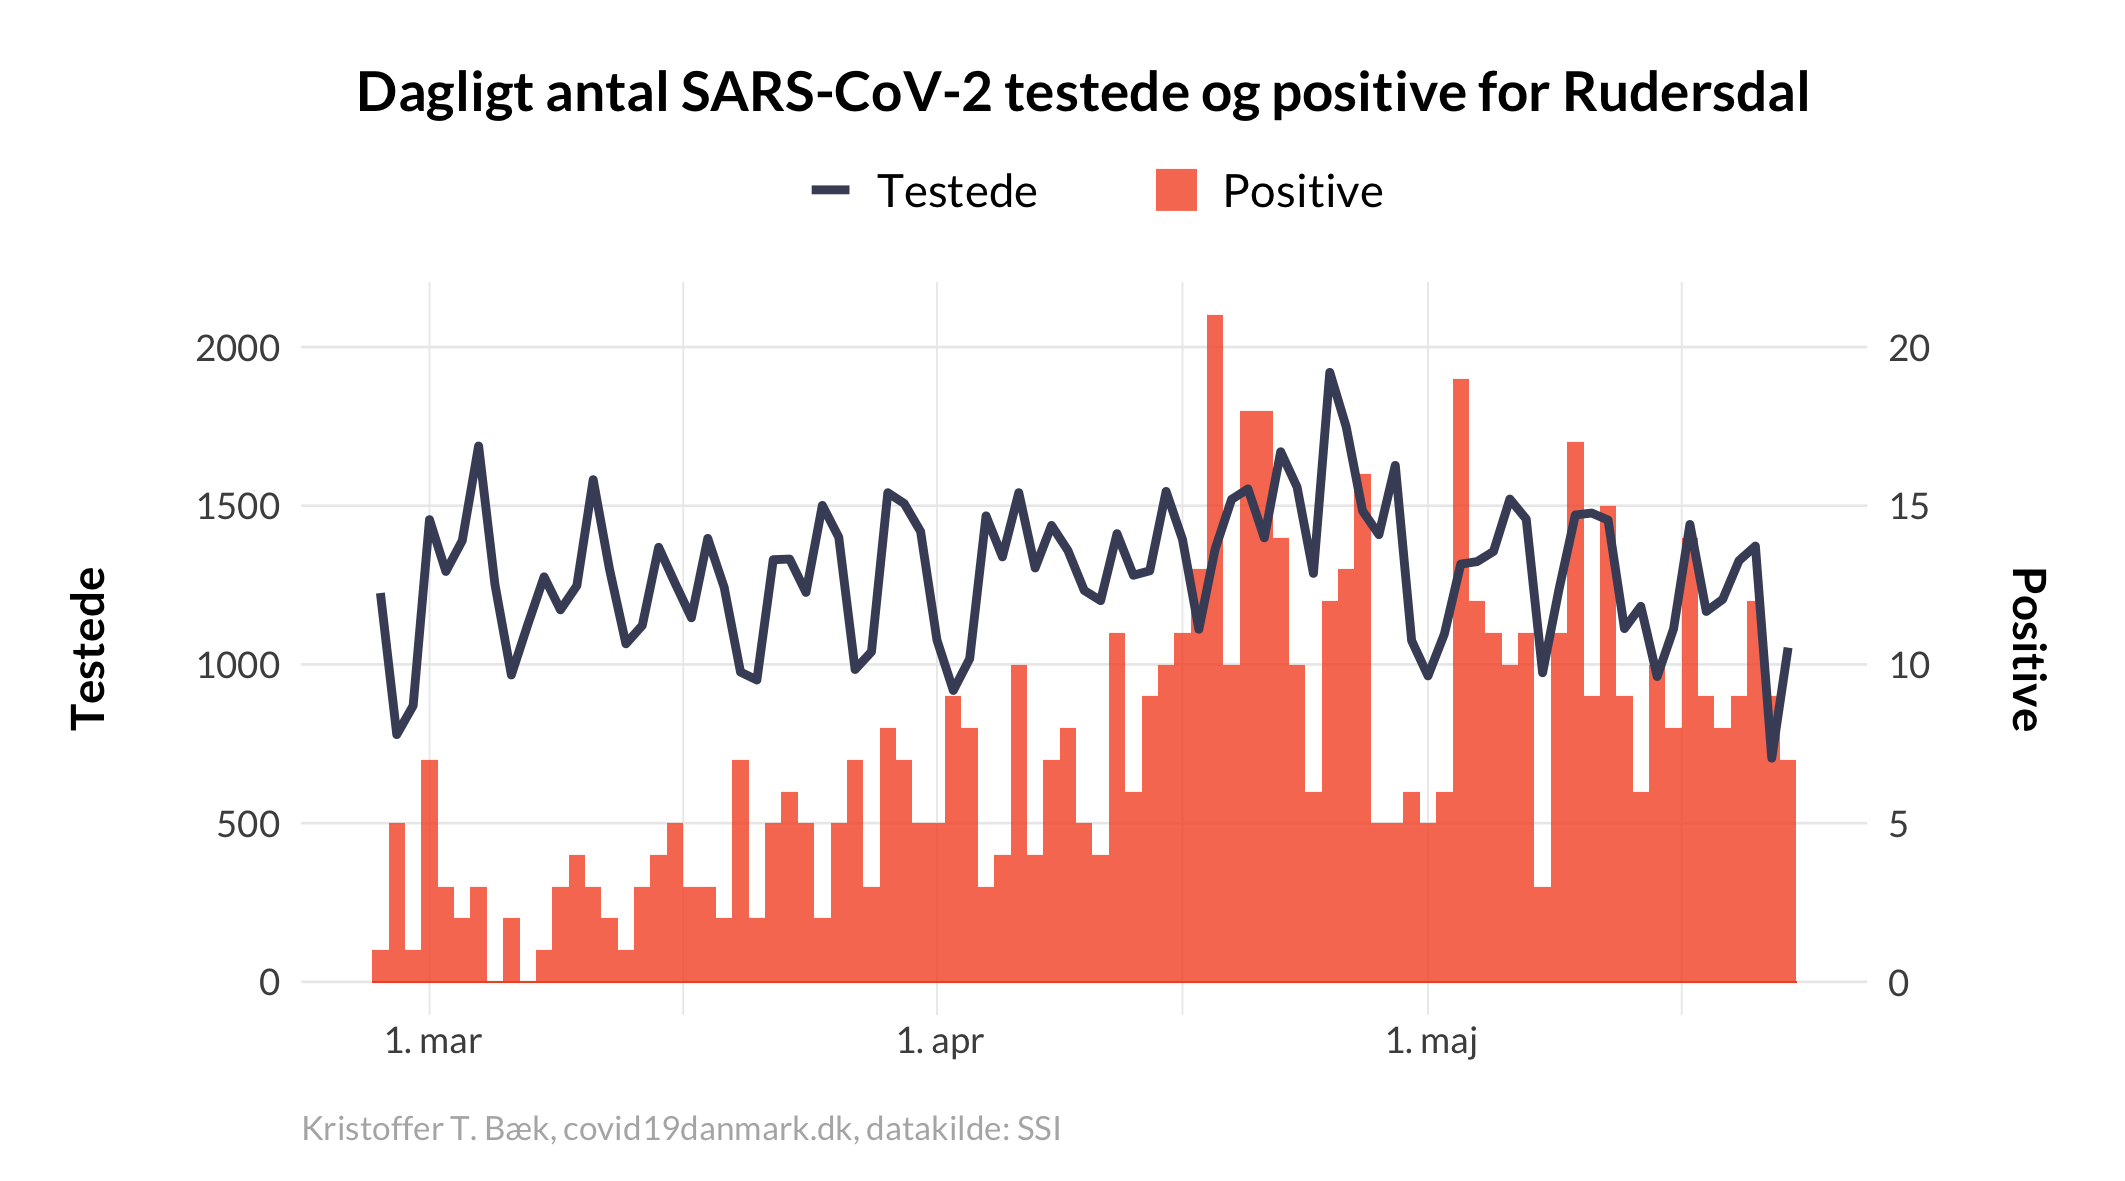 Dagligt antal SARS-CoV-2 testede og positive for Rudersdal
Testede
Positive
2000
1500
1000
500
0
20
15
10
5
0
Testede
Positive
1. mar
1. apr
1. maj
Kristoffer T. Bæk, covid19danmark.dk, datakilde: SSI